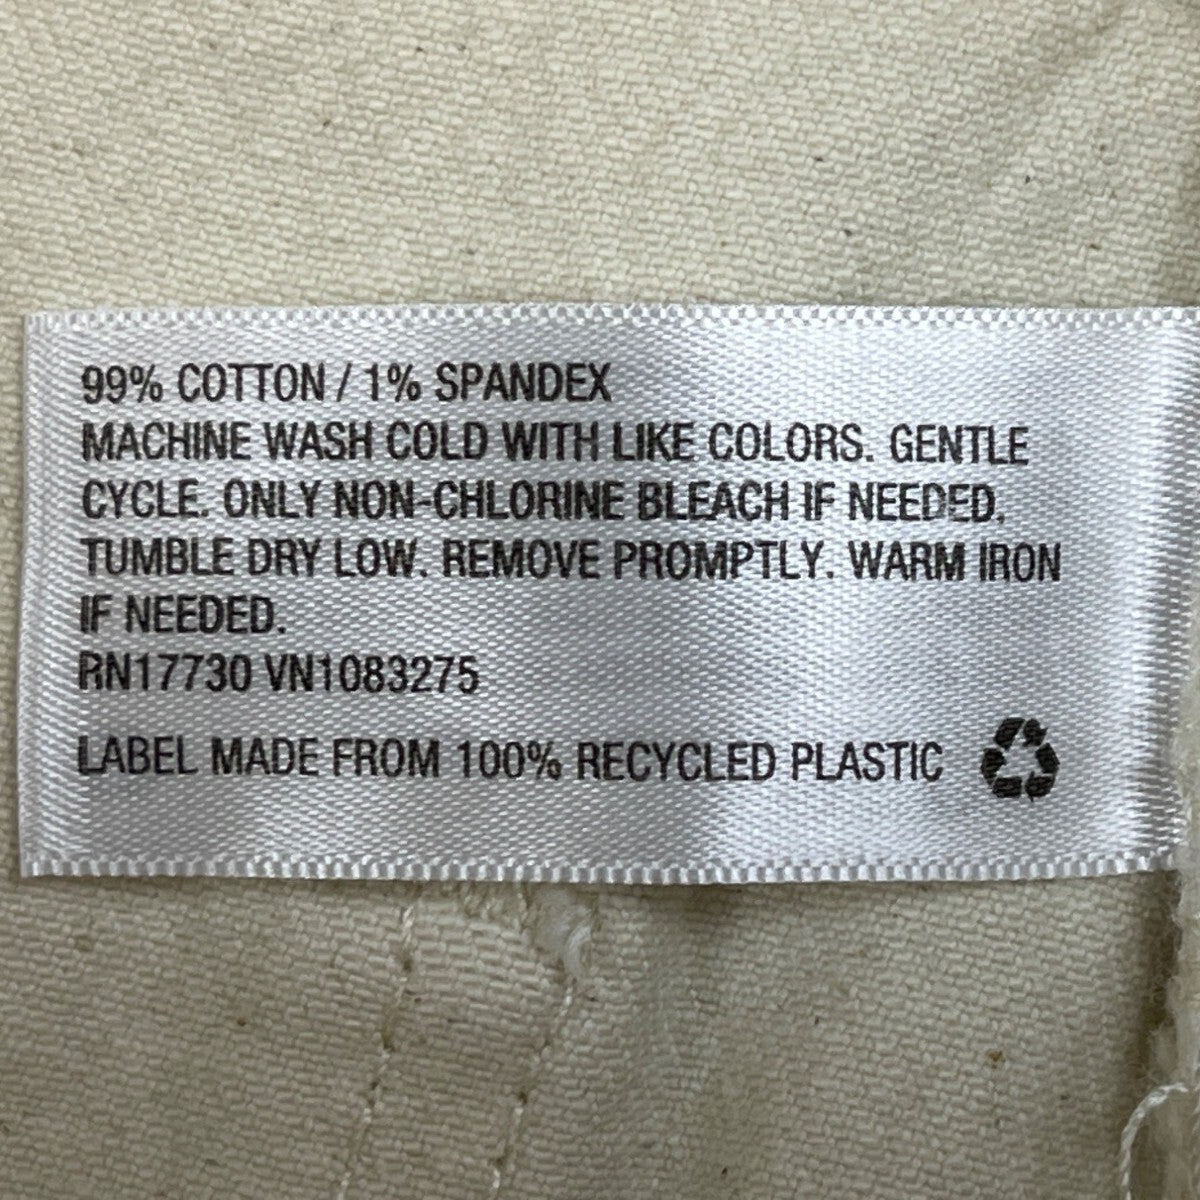 99% COTTON / 1% SPANDEX
MACHINE WASH COLD WITH LIKE COLORS. GENTLE
CYCLE. ONLY NON-CHLORINE BLEACH IF NEEDED.
TUMBLE DRY LOW. REMOVE PROMPTLY. WARM IRON
IF NEEDED.
RN17730 VN1083275
LABEL MADE FROM 100% RECYCLED PLASTIC